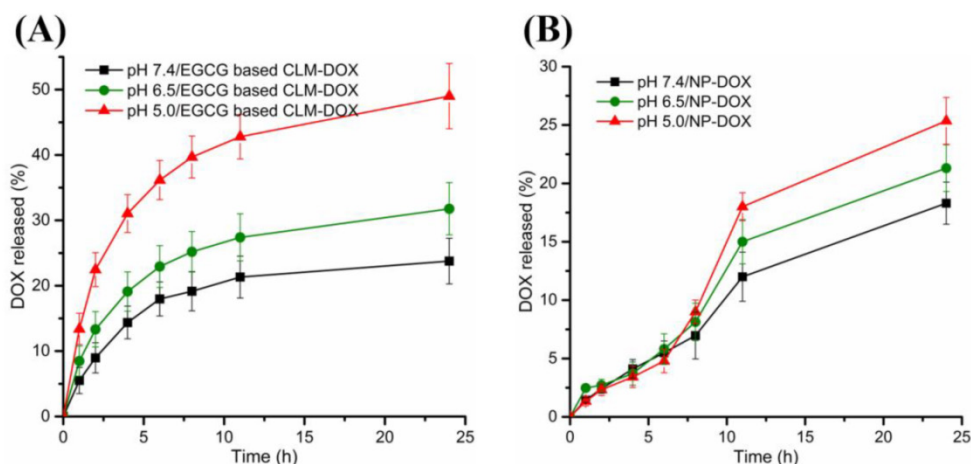 (A)
pH 7.4/EGCG based CLM-DOX
pH 6.5/EGCG based CLM-DOX
pH 5.0/EGCG based CLM-DOX
DOX released (%)
50
40
30
20
10
0
0 5 10 15 20 25
Time (h)
(B)
pH 7.4/NP-DOX
pH 6.5/NP-DOX
pH 5.0/NP-DOX
DOX released (%)
30
25
20
15
10
5
0
0 5 10 15 20 25
Time (h)